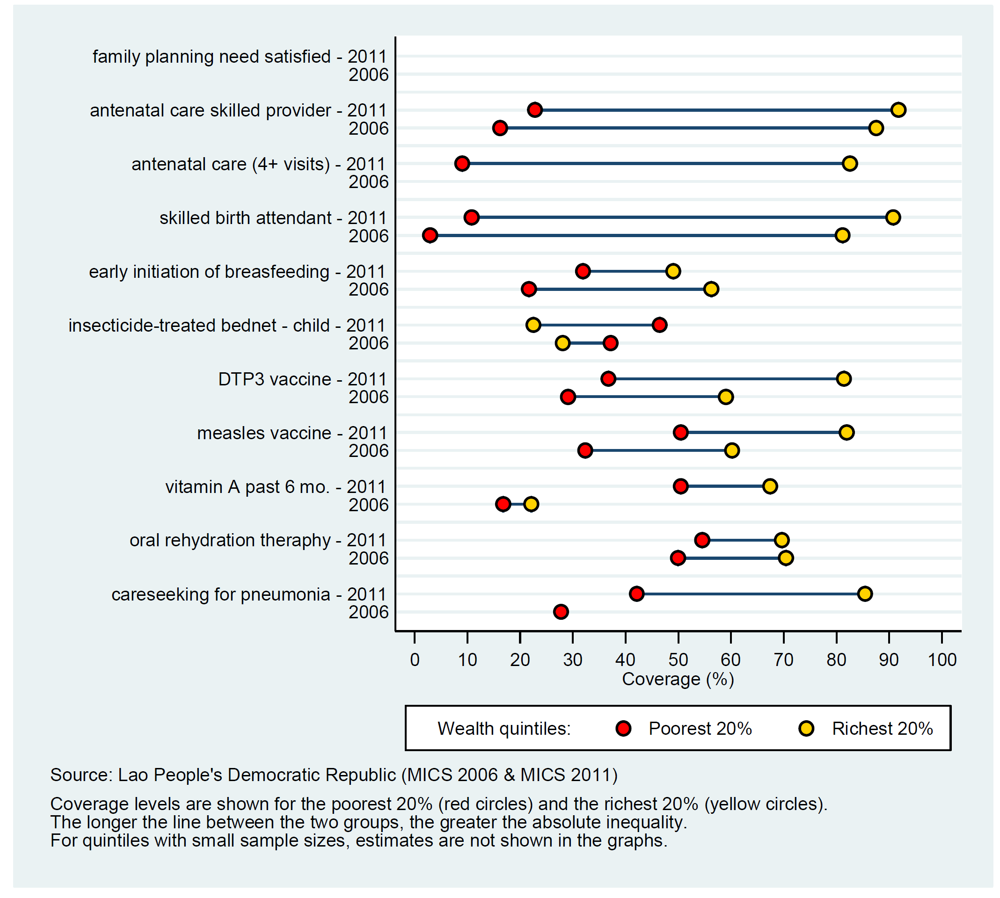 family planning need satisfied - 2011
2006
antenatal care skilled provider - 2011
2006
antenatal care (4+ visits) - 2011
2006
skilled birth attendant - 2011
2006
early initiation of breasfeeding - 2011
2006
insecticide-treated bednet - child - 2011
2006
DTP3 vaccine - 2011
2006
measles vaccine - 2011
2006
vitamin A past 6 mo. - 2011
2006
oral rehydration theraphy - 2011
2006
careseeking for pneumonia - 2011
2006
0 10 20 30 40 50 60 70 80 90 100
Coverage (%)
Wealth quintiles: Poorest 20% Richest 20%
Source: Lao People's Democratic Republic (MICS 2006 & MICS 2011)
Coverage levels are shown for the poorest 20% (red circles) and the richest 20% (yellow circles).
The longer the line between the two groups, the greater the absolute inequality.
For quintiles with small sample sizes, estimates are not shown in the graphs.